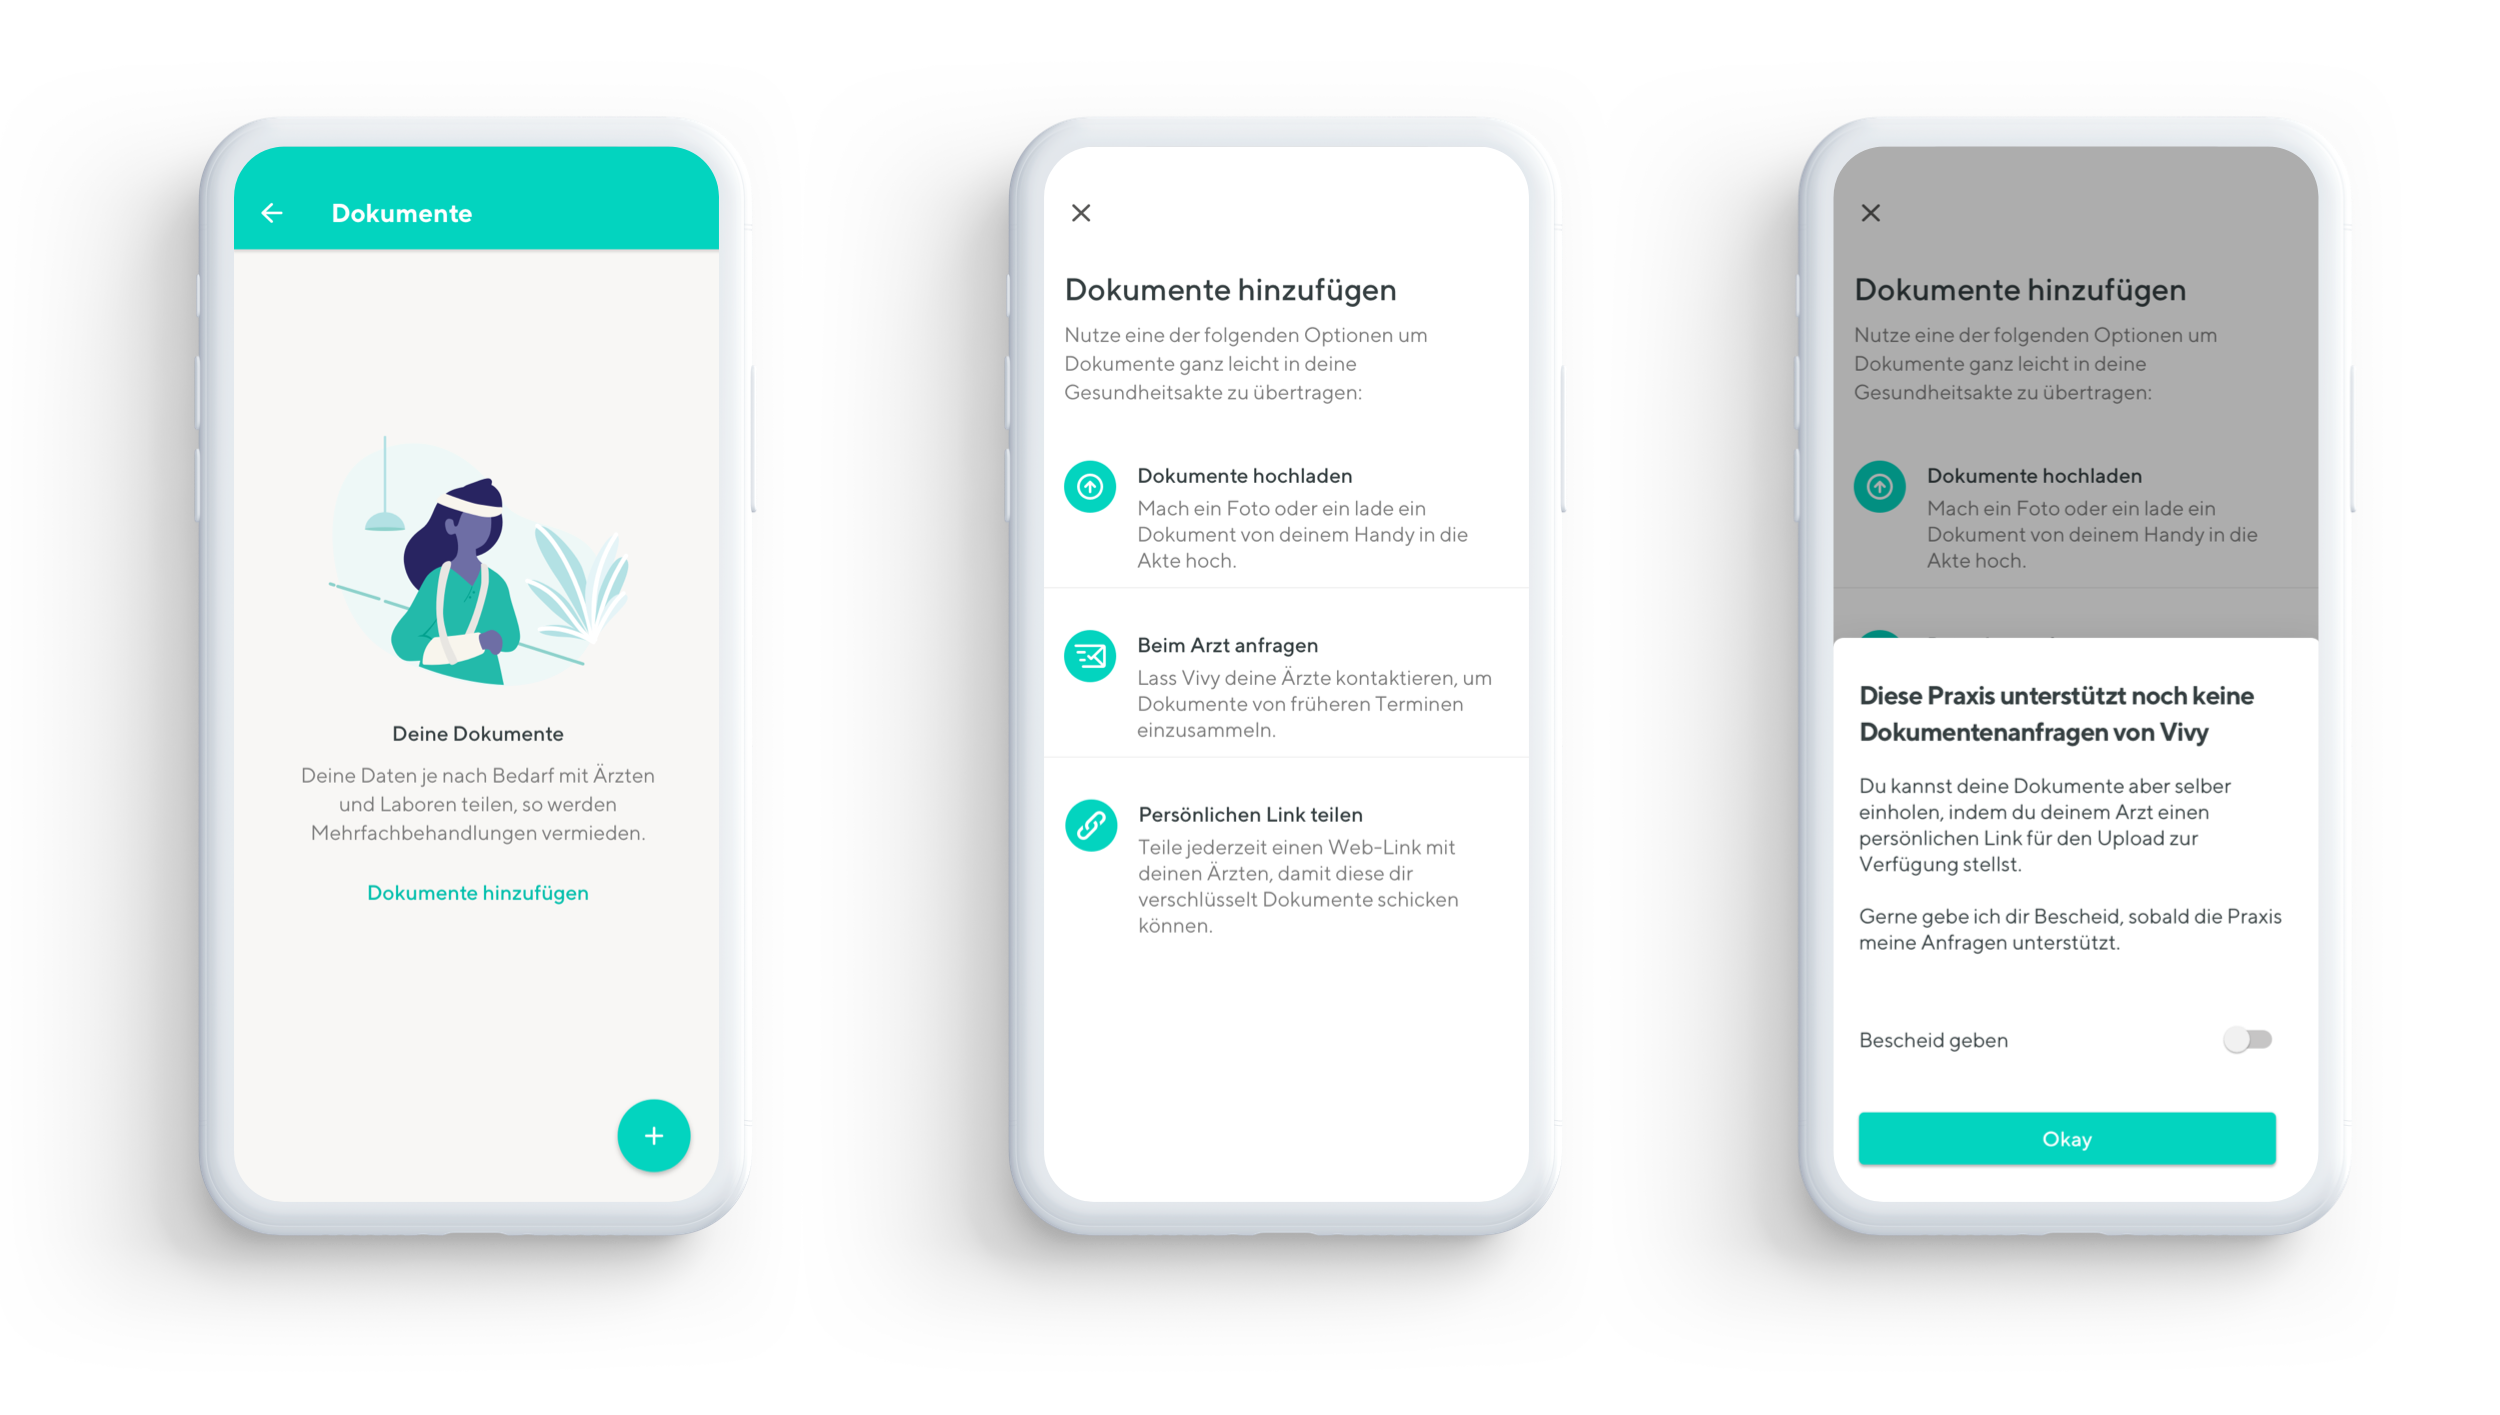 Dokumente
Deine Dokumente
Deine Daten je nach Bedarf mit Ärzten
und Laboren teilen, so werden
Mehrfachbehandlungen vermieden.
Dokumente hinzufügen
Dokumente hinzufügen
Nutze eine der folgenden Optionen um
Dokumente ganz leicht in deine
Gesundheitsakte zu übertragen:
Dokumente hochladen
Mach ein Foto oder ein lade ein
Dokument von deinem Handy in die
Akte hoch.
Beim Arzt anfragen
Lass Vivy deine Ärzte kontaktieren, um
Dokumente von früheren Terminen
einzusammeln.
Persönlichen Link teilen
Teile jederzeit einen Web-Link mit
deinen Ärzten, damit diese dir
verschlüsselt Dokumente schicken
können.
Dokumente hinzufügen
Nutze eine der folgenden Optionen um
Dokumente ganz leicht in deine
Gesundheitsakte zu übertragen:
Dokumente hochladen
Mach ein Foto oder ein lade ein
Dokument von deinem Handy in die
Akte hoch.
Diese Praxis unterstützt noch keine
Dokumentenanfragen von Vivy
Du kannst deine Dokumente aber selber
einholen, indem du deinem Arzt einen
persönlichen Link für den Upload zur
Verfügung stellst.
Gerne gebe ich dir Bescheid, sobald die Praxis
meine Anfragen unterstützt.
Bescheid geben
Okay